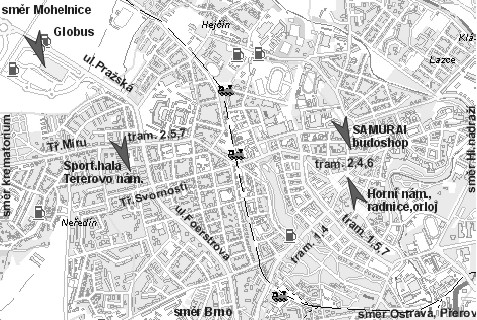 směr Mohelnice
Globus
Hejčín
Lazce
ul.Pražská
Tř.Míru
tram. 2,5,7
SAMURAI
budoshop
směr krematorium
Sport.hala
Tererovo nám.
tram. 2,4,6
směr Hl.nádraží
Tř.Svornosti
Horní nám.,
radnice,orloj
Neředín
ul.Foerstrova
tram. 1,4
tram. 1,5,7
směr Brno
směr Ostrava, Přerov